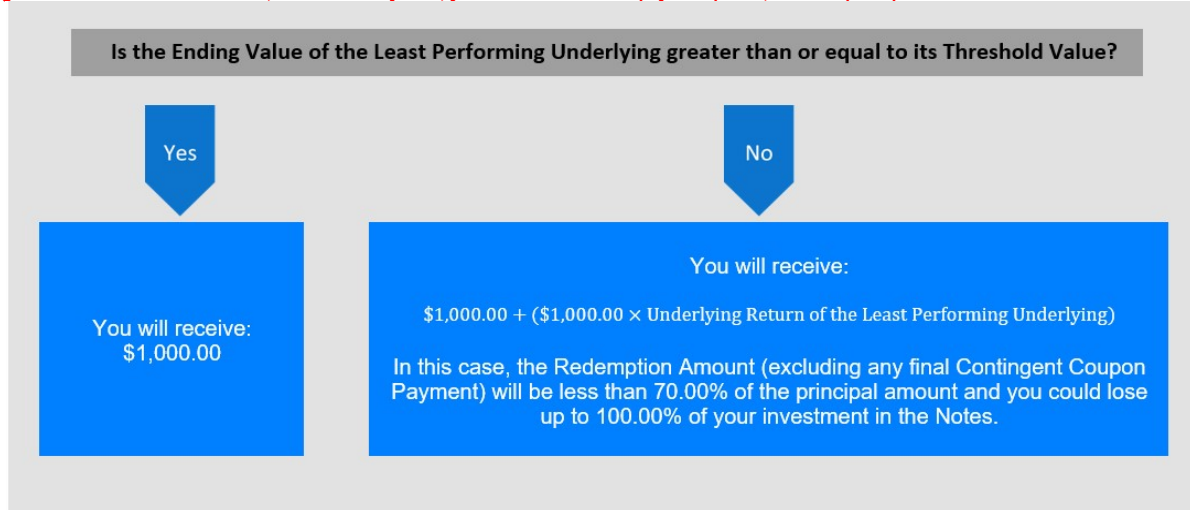 Is the Ending Value of the Least Performing Underlying greater than or equal to its Threshold Value?
Yes
No
You will receive:
$1,000.00
You will receive:
$1,000.00 + ($1,000.00 × Underlying Return of the Least Performing Underlying)
In this case, the Redemption Amount (excluding any final Contingent Coupon
Payment) will be less than 70.00% of the principal amount and you could lose
up to 100.00% of your investment in the Notes.